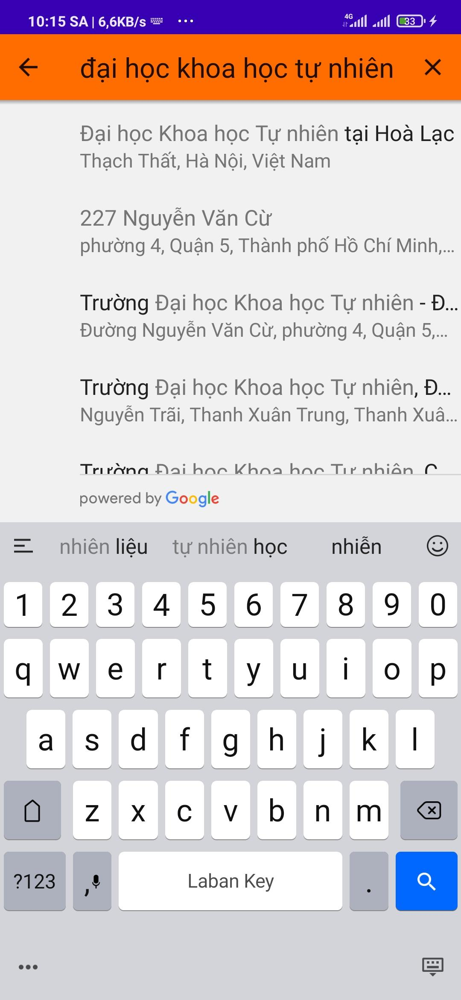 10:15 SA | 6,6KB/s
4G
33
đại học khoa học tự nhiên
Đại học Khoa học Tự nhiên tại Hoà Lạc
Thạch Thất, Hà Nội, Việt Nam
227 Nguyễn Văn Cừ
phường 4, Quận 5, Thành phố Hồ Chí Minh,...
Trường Đại học Khoa học Tự nhiên - Đ...
Đường Nguyễn Văn Cừ, phường 4, Quận 5,...
Trường Đại học Khoa học Tự nhiên, Đ...
Nguyễn Trãi, Thanh Xuân Trung, Thanh Xuâ...
Trường Đại học Khoa học Tự nhiên, C
powered by Google
nhiên liệu tự nhiên học nhiễn
1 2 3 4 5 6 7 8 9 0
q w e r t y u i o p
a s d f g h j k l
z x c v b n m
?123 , Laban Key .